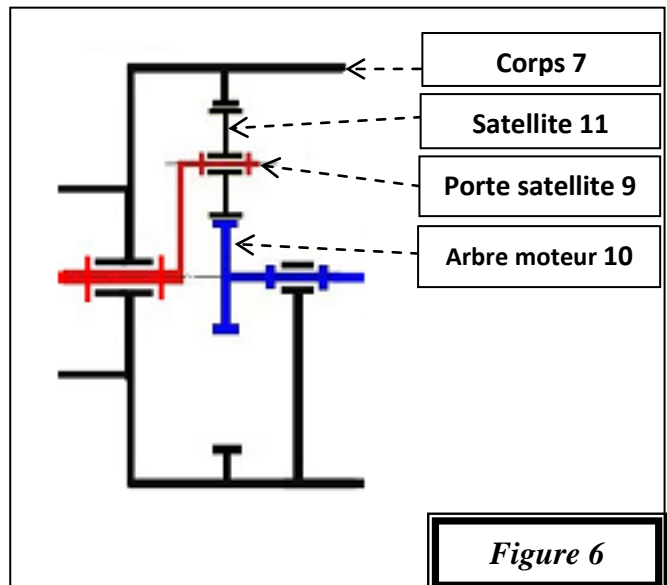 Corps 7
Satellite 11
Porte satellite 9
Arbre moteur 10
Figure 6